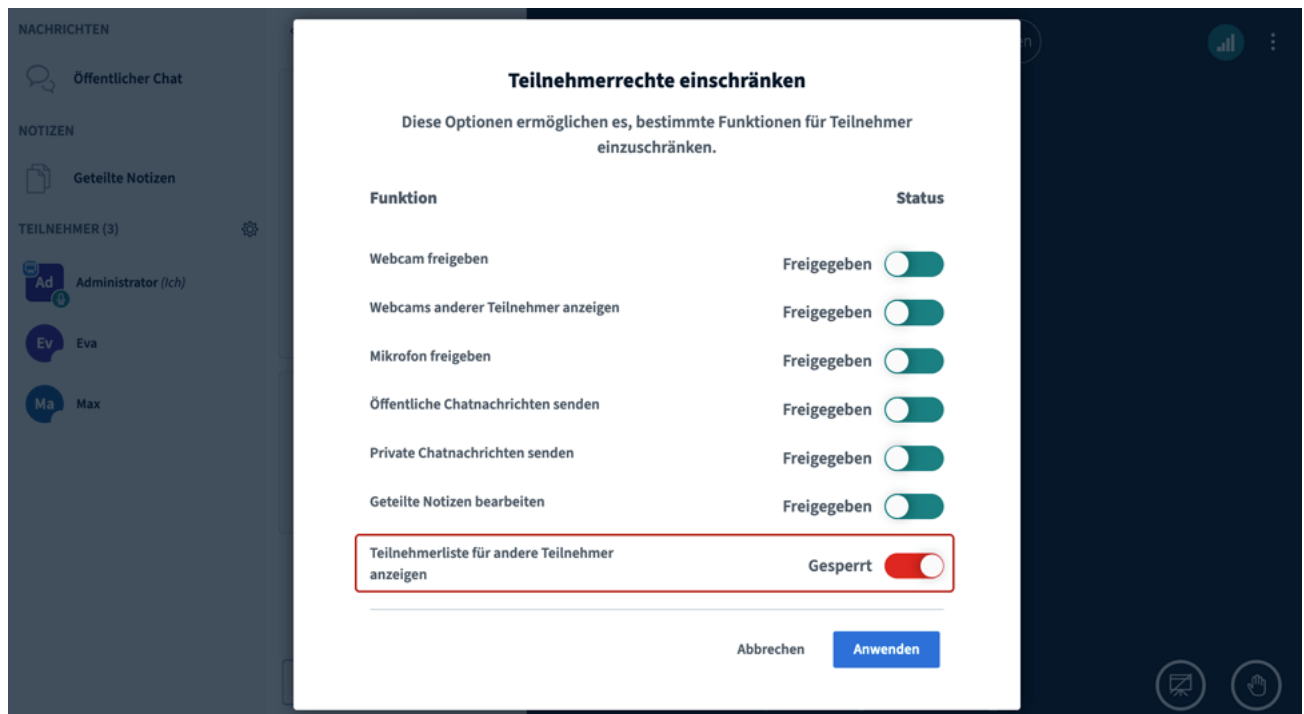 NACHRICHTEN
Öffentlicher Chat
NOTIZEN
Geteilte Notizen
TEILNEHMER (3)
Ad
Administrator (Ich)
Ev
Eva
Ma
Max
en
Teilnehmerrechte einschränken
Diese Optionen ermöglichen es, bestimmte Funktionen für Teilnehmer
einzuschränken.
Funktion Status
Webcam freigeben Freigegeben
Webcams anderer Teilnehmer anzeigen Freigegeben
Mikrofon freigeben Freigegeben
Öffentliche Chatnachrichten senden Freigegeben
Private Chatnachrichten senden Freigegeben
Geteilte Notizen bearbeiten Freigegeben
Teilnehmerliste für andere Teilnehmer
anzeigen Gesperrt
Abbrechen Anwenden